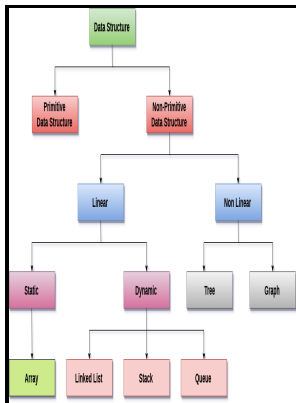 Data Structure
Primitive
Data Structure
Non-Primitive
Data Structure
Linear
Non Linear
Static
Dynamic
Tree
Graph
Array
Linked List
Stack
Queue